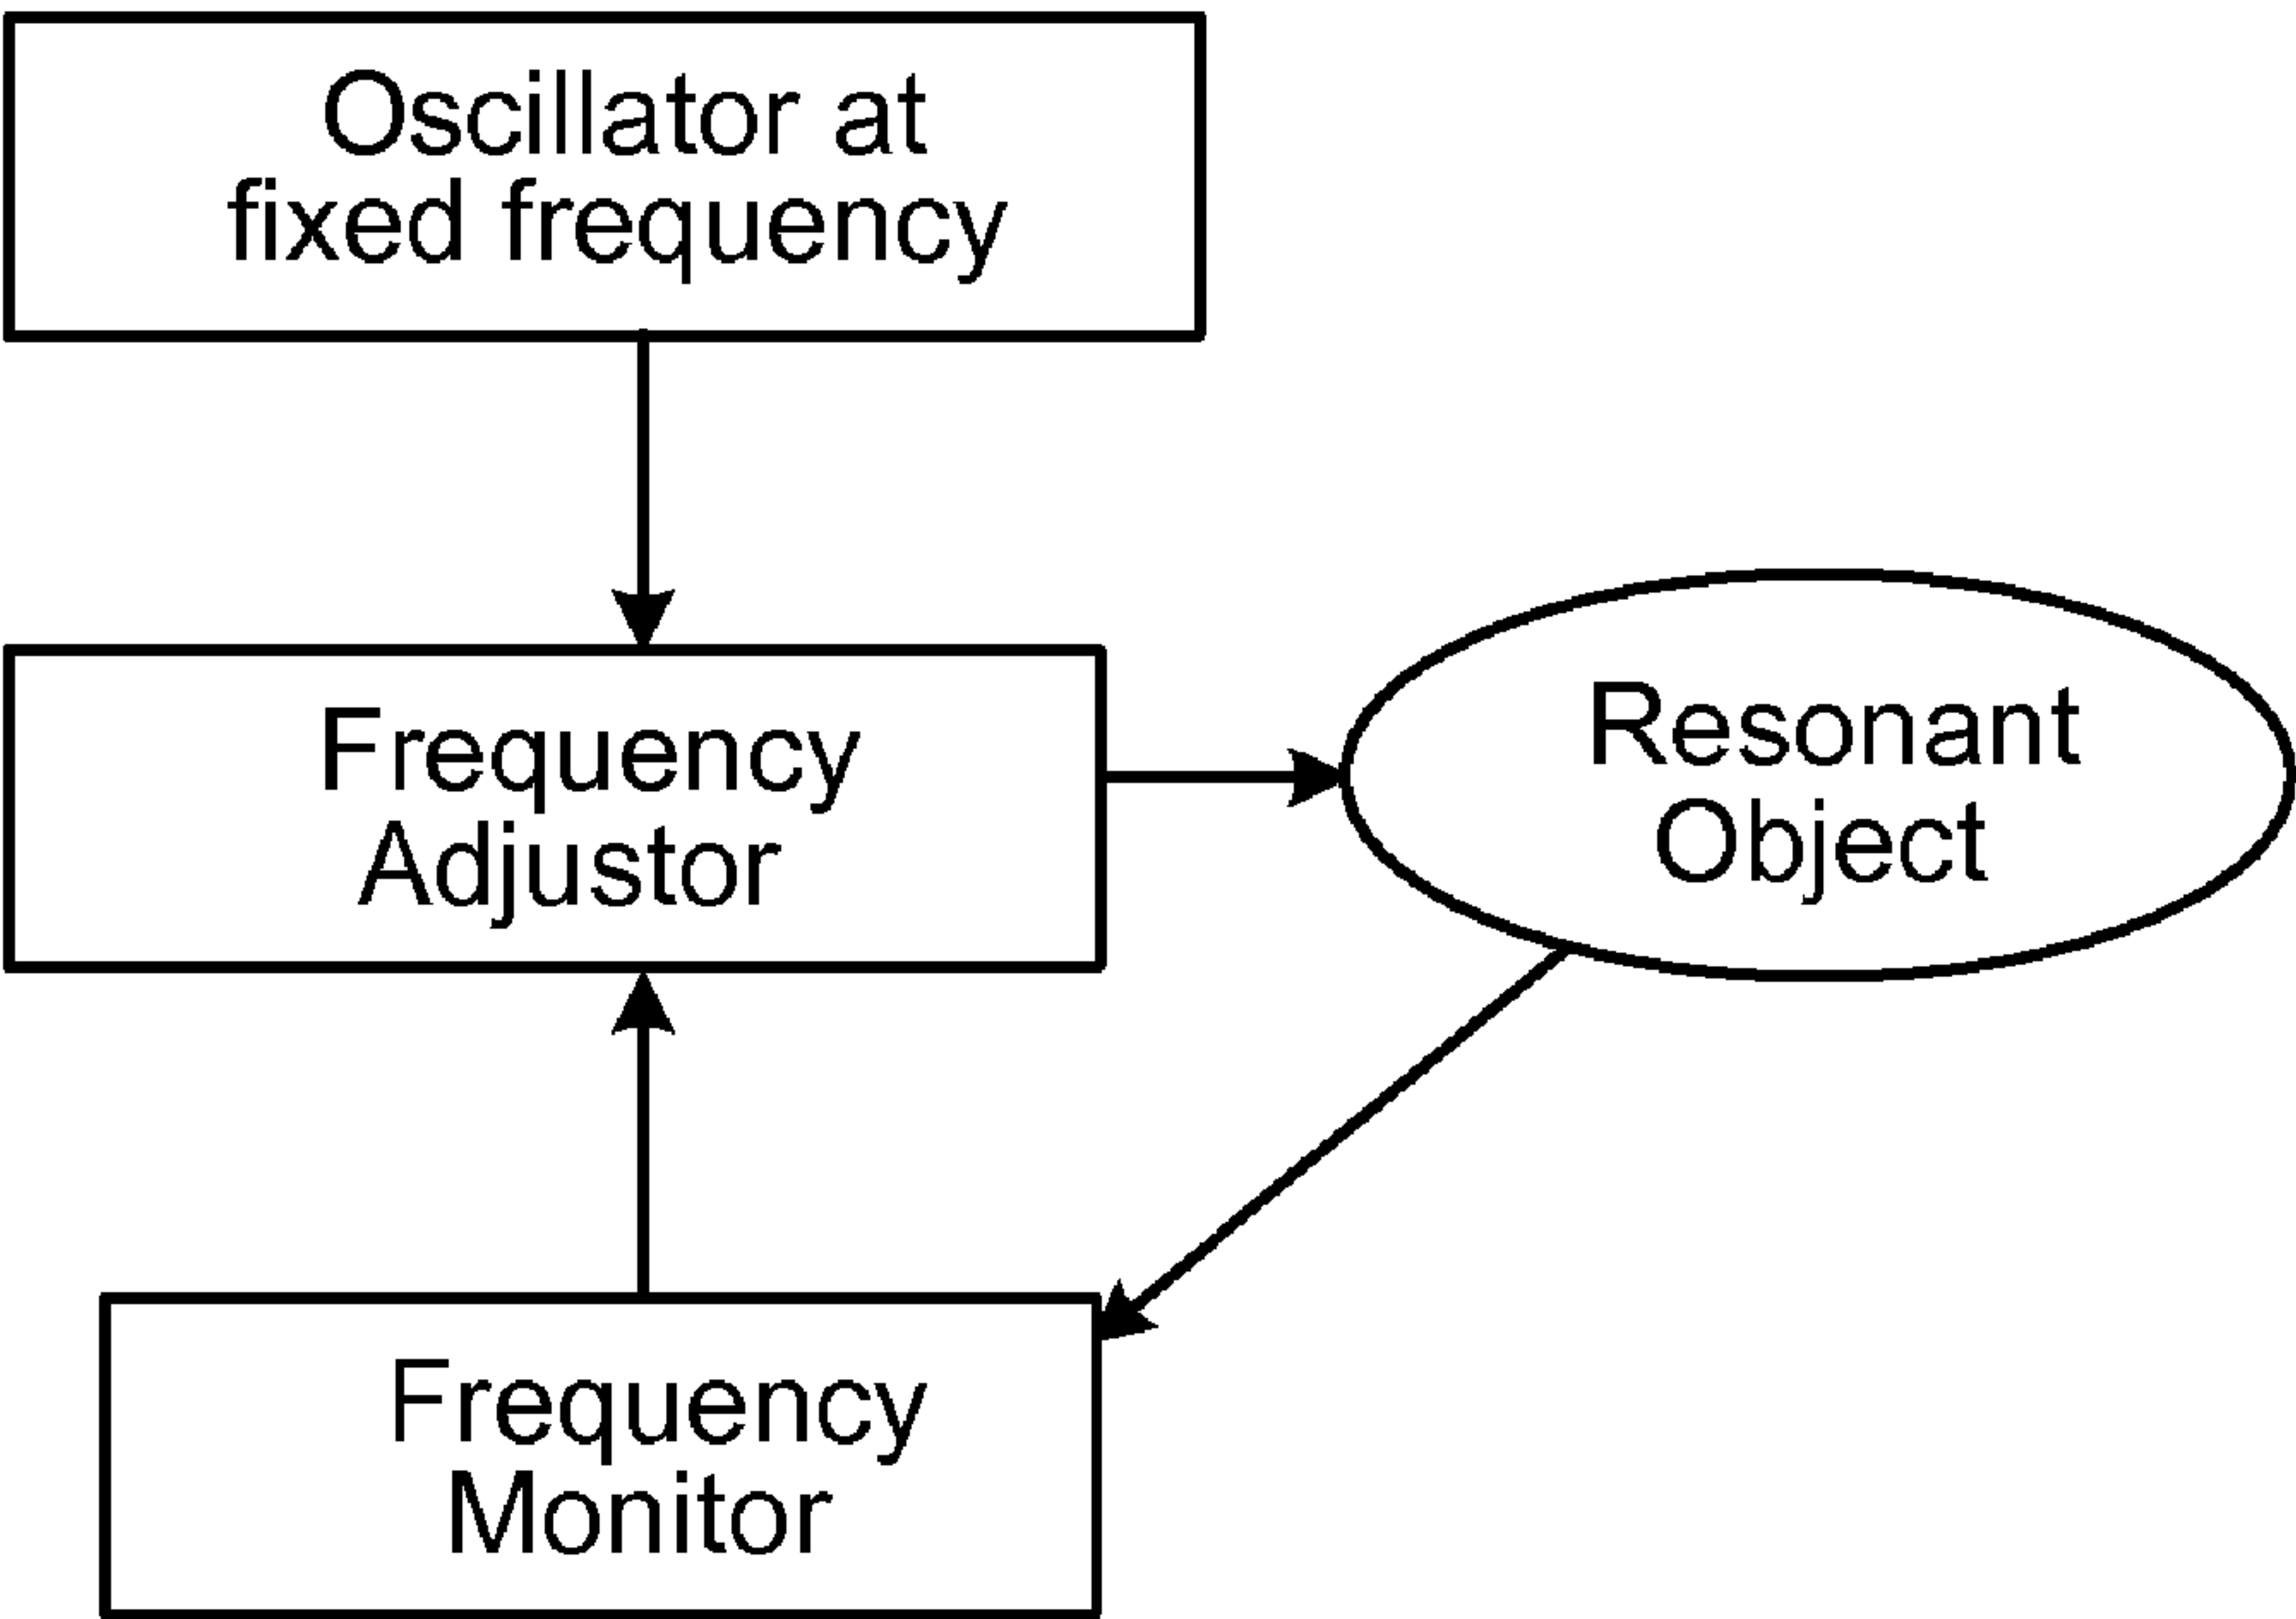 Oscillator at
fixed frequency
Frequency
Adjustor
Resonant
Object
Frequency
Monitor